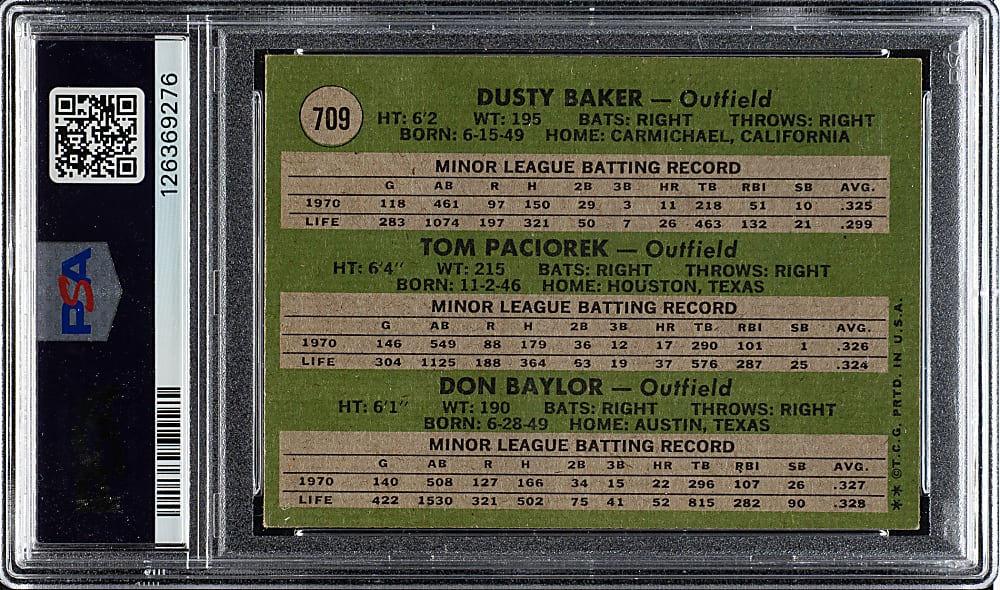 126369276
PSA
709
DUSTY BAKER — Outfield
HT: 6'2 WT: 195 BATS: RIGHT THROWS: RIGHT
BORN: 6-15-49 HOME: CARMICHAEL, CALIFORNIA
MINOR LEAGUE BATTING RECORD
G AB R H 2B 3B HR TB RBI SB AVG.
1970 118 461 97 150 29 3 11 218 51 10 .325
LIFE 283 1074 197 321 50 7 26 463 132 21 .299
TOM PACIOREK — Outfield
HT: 6'4" WT: 215 BATS: RIGHT THROWS: RIGHT
BORN: 11-2-46 HOME: HOUSTON, TEXAS
MINOR LEAGUE BATTING RECORD
G AB R H 2B 3B HR TB RBI SB AVG.
1970 146 549 88 179 36 12 17 290 101 1 .326
LIFE 304 1125 188 364 63 19 37 576 287 25 .324
DON BAYLOR — Outfield
HT: 6'1" WT: 190 BATS: RIGHT THROWS: RIGHT
BORN: 6-28-49 HOME: AUSTIN, TEXAS
MINOR LEAGUE BATTING RECORD
G AB R H 2B 3B HR TB RBI SB AVG.
1970 140 508 127 166 34 15 22 296 107 26 .327
LIFE 422 1530 321 502 75 41 52 815 282 90 .328
** ©T.C.G. PRTD. IN U.S.A.